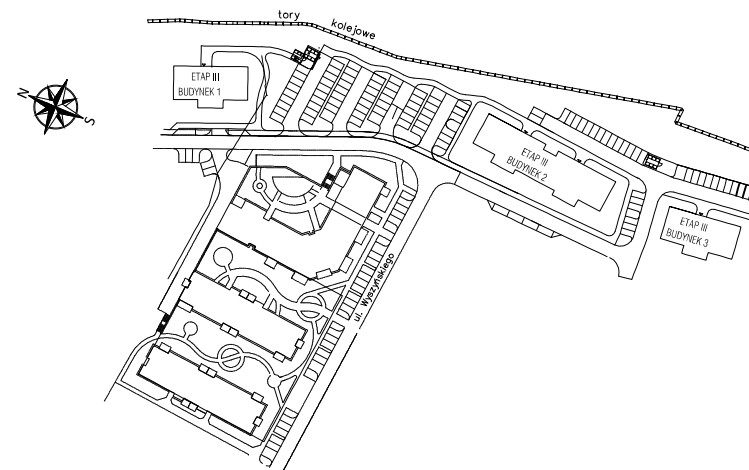 tory kolejowe
ETAP III
BUDYNEK 1
N
S
ETAP III
BUDYNEK 2
ETAP III
BUDYNEK 3
ul. Wyszyńskiego